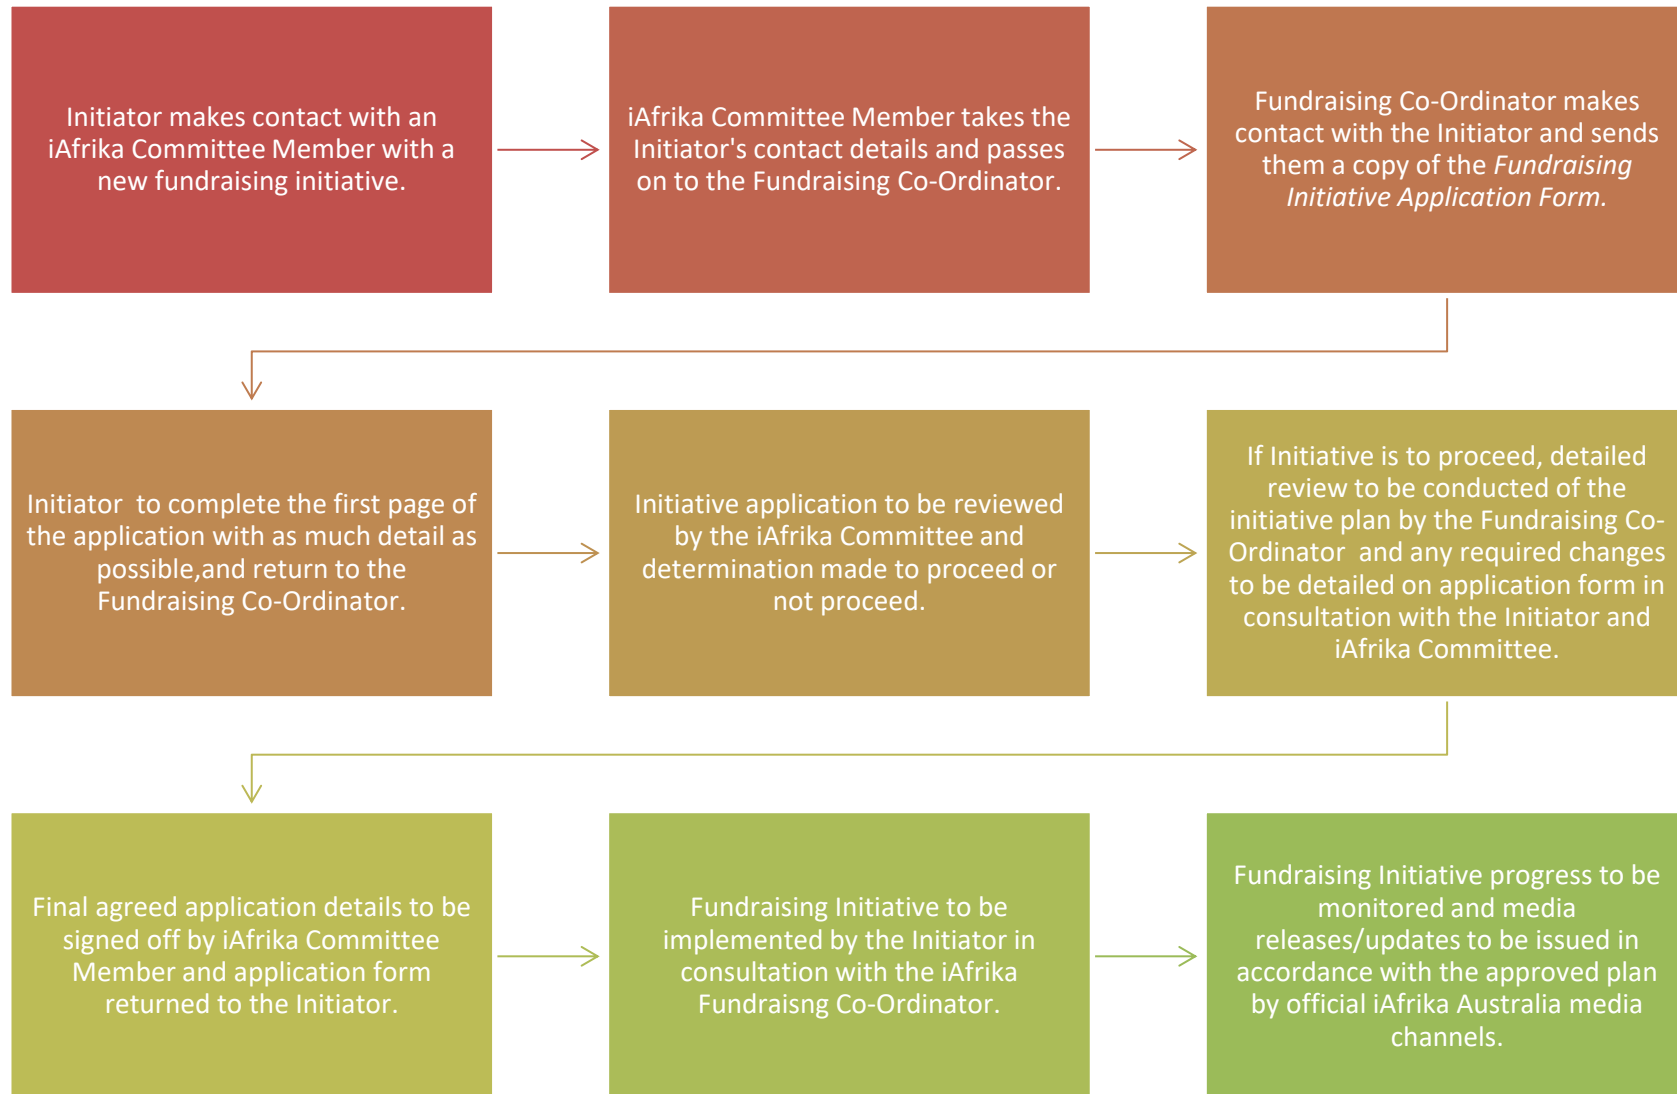 Initiator makes contact with an
iAfrika Committee Member with a
new fundraising initiative.
iAfrika Committee Member takes the
Initiator's contact details and passes
on to the Fundraising Co-Ordinator.
Fundraising Co-Ordinator makes
contact with the Initiator and sends
them a copy of the Fundraising
Initiative Application Form.
Initiator  to complete the first page of
the application with as much detail as
possible,and return to the
Fundraising Co-Ordinator.
Initiative application to be reviewed
by the iAfrika Committee and
determination made to proceed or
not proceed.
If Initiative is to proceed, detailed
review to be conducted of the
initiative plan by the Fundraising Co-
Ordinator  and any required changes
to be detailed on application form in
consultation with the Initiator and
iAfrika Committee.
Final agreed application details to be
signed off by iAfrika Committee
Member and application form
returned to the Initiator.
Fundraising Initiative to be
implemented by the Initiator in
consultation with the iAfrika
Fundraisng Co-Ordinator.
Fundraising Initiative progress to be
monitored and media
releases/updates to be issued in
accordance with the approved plan
by official iAfrika Australia media
channels.